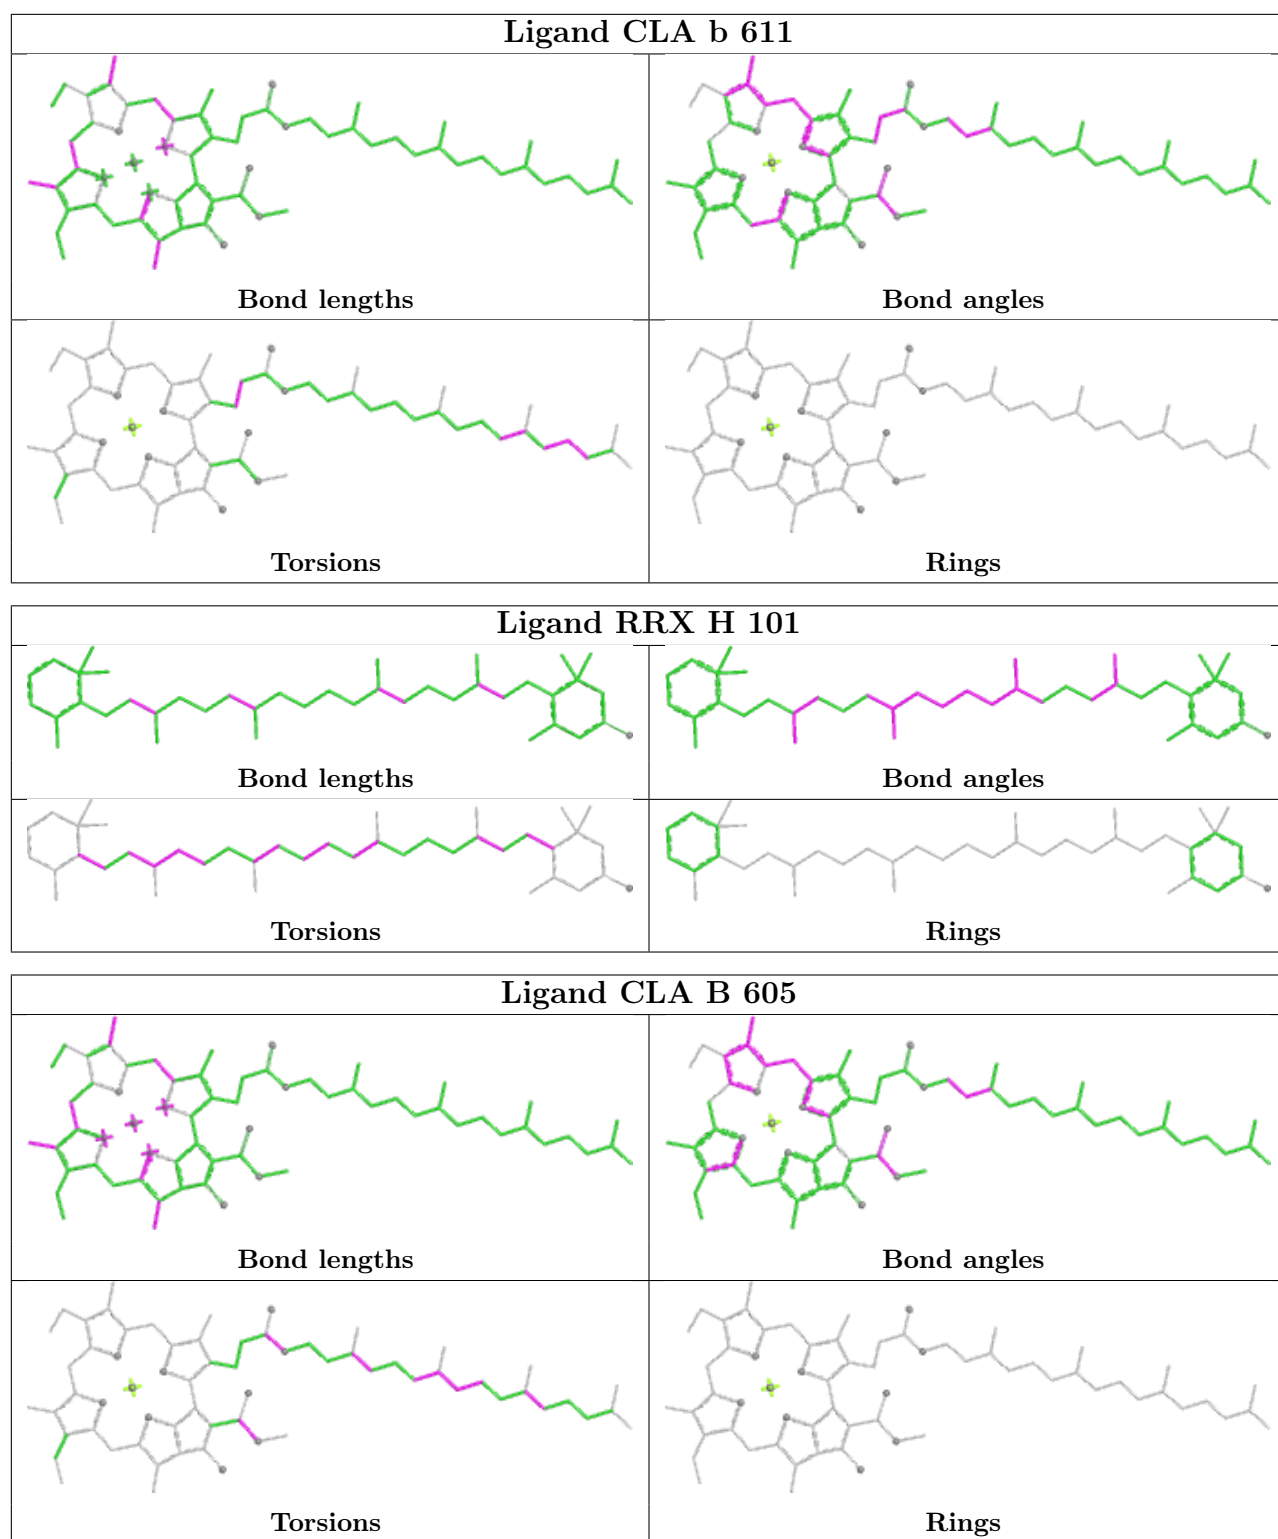 Ligand CLA b 611
Bond lengths
Bond angles
Torsions
Rings
Ligand RRX H 101
Bond lengths
Bond angles
Torsions
Rings
Ligand CLA B 605
Bond lengths
Bond angles
Torsions
Rings